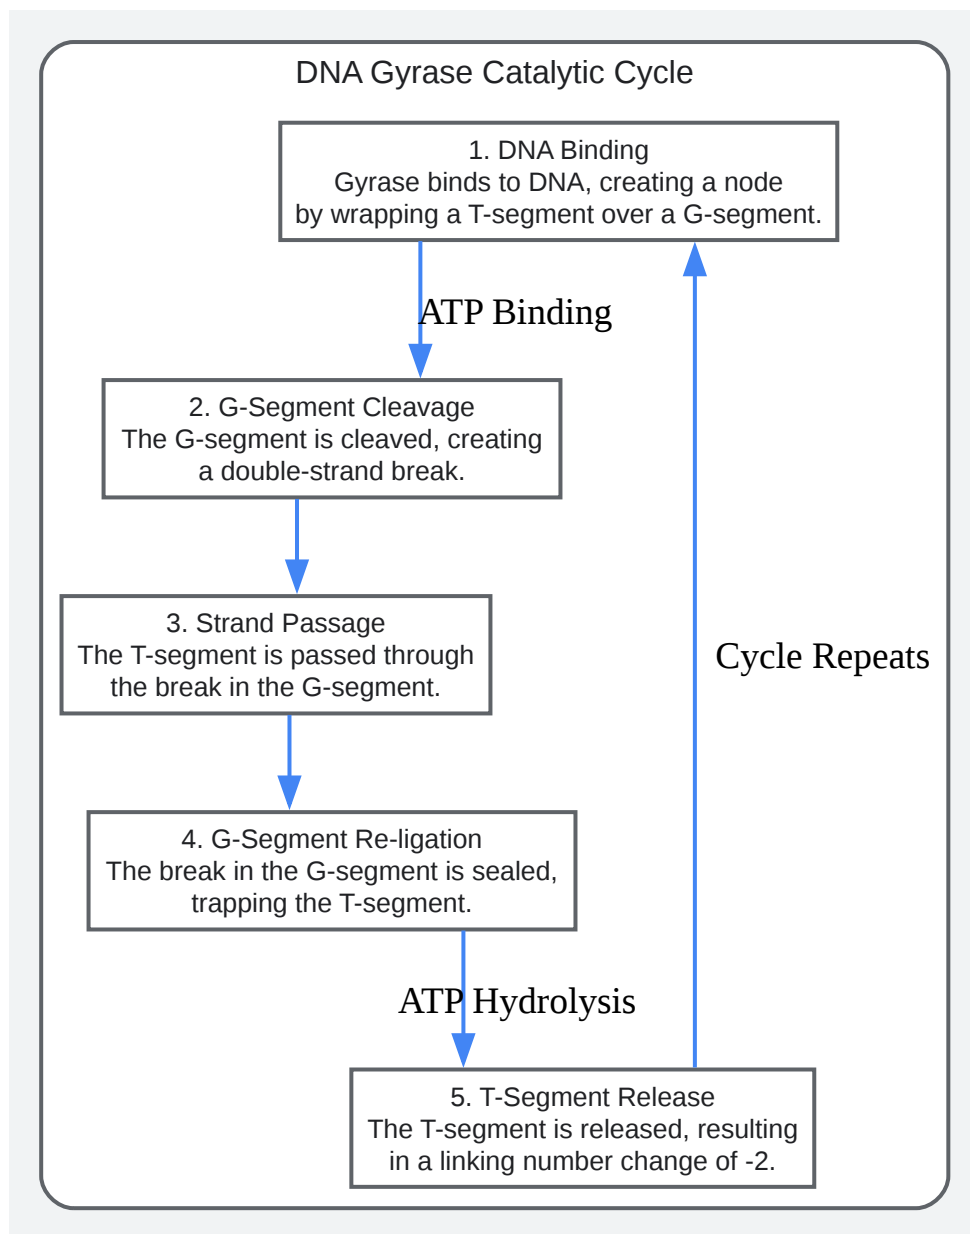 DNA Gyrase Catalytic Cycle
1. DNA Binding
Gyrase binds to DNA, creating a node
by wrapping a T-segment over a G-segment.
ATP Binding
2. G-Segment Cleavage
The G-segment is cleaved, creating
a double-strand break.
3. Strand Passage
The T-segment is passed through
the break in the G-segment.
Cycle Repeats
4. G-Segment Re-ligation
The break in the G-segment is sealed,
trapping the T-segment.
ATP Hydrolysis
5. T-Segment Release
The T-segment is released, resulting
in a linking number change of -2.